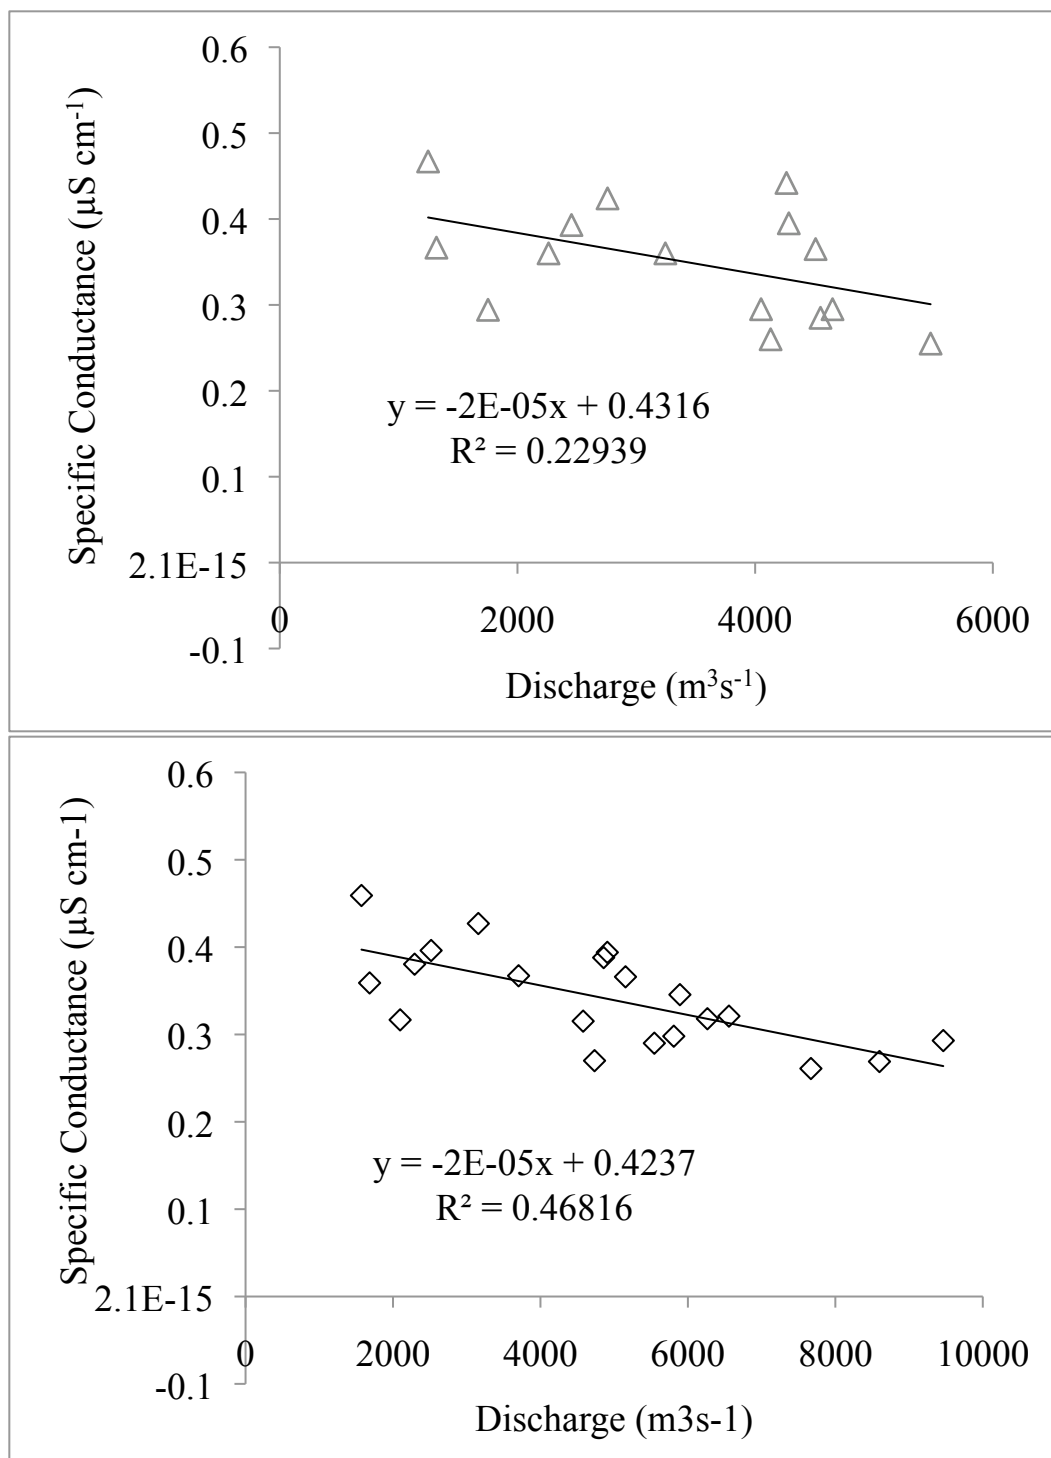 0.6
0.5
0.4
0.3
0.2
0.1
2.1E-15
-0.1
Specific Conductance (µS cm⁻¹)
y = -2E-05x + 0.4316
R² = 0.22939
0 2000 4000 6000
Discharge (m³s⁻¹)
0.6
0.5
0.4
0.3
0.2
0.1
2.1E-15
-0.1
Specific Conductance (µS cm-1)
y = -2E-05x + 0.4237
R² = 0.46816
0 2000 4000 6000 8000 10000
Discharge (m3s-1)